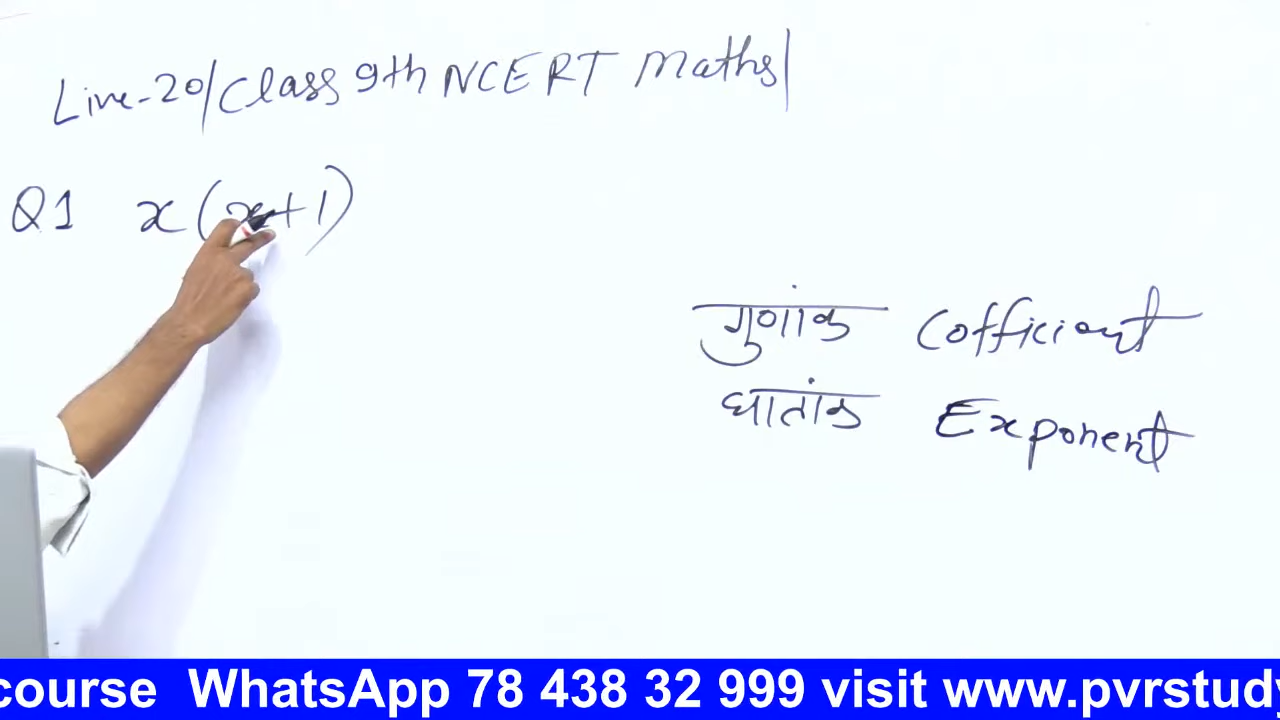 Live-20/Class 9th NCERT Maths/
Q1 x(x+1)
गुणांक Cofficient
घातांक Exponent
course WhatsApp 78 438 32 999 visit www.pvrstudy